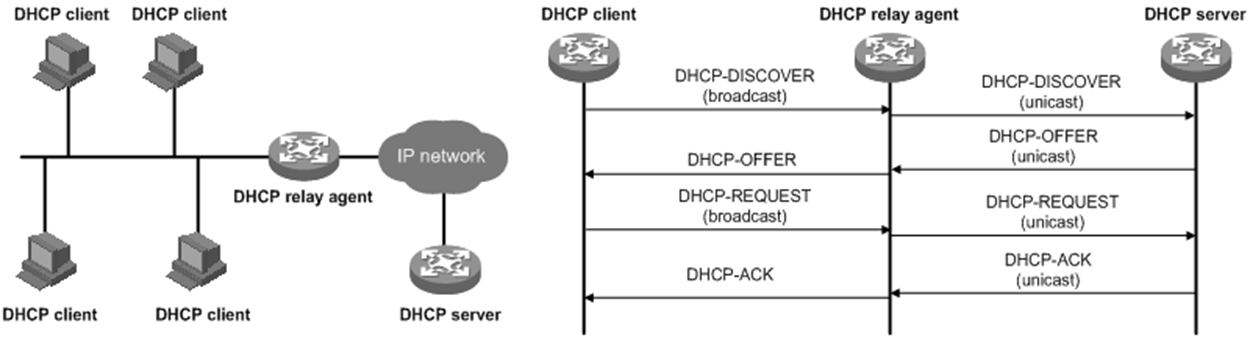 DHCP client
DHCP client
IP network
DHCP relay agent
DHCP client
DHCP client
DHCP server
DHCP client
DHCP relay agent
DHCP server
DHCP-DISCOVER
(broadcast)
DHCP-DISCOVER
(unicast)
DHCP-OFFER
(unicast)
DHCP-OFFER
DHCP-REQUEST
(broadcast)
DHCP-REQUEST
(unicast)
DHCP-ACK
(unicast)
DHCP-ACK